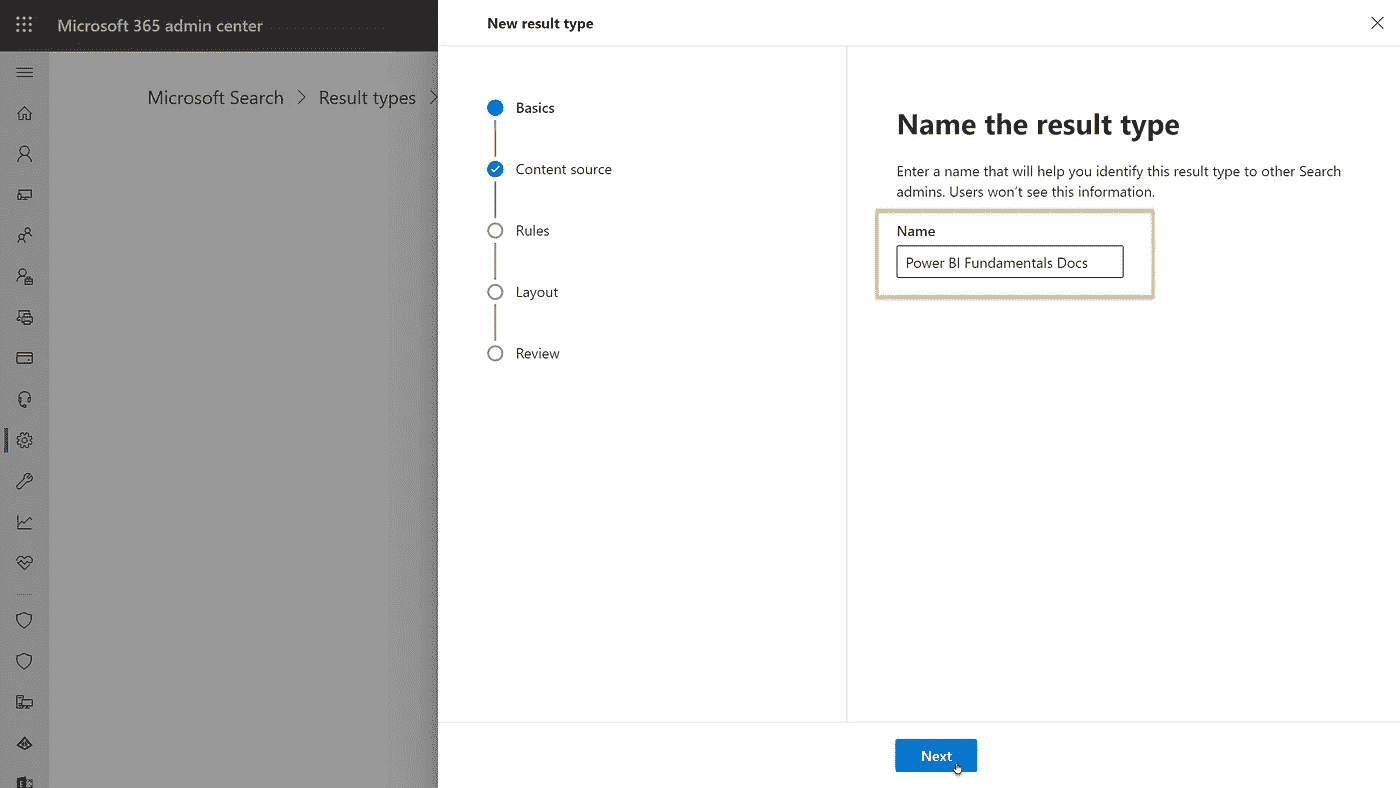 Microsoft 365 admin center
New result type
Microsoft Search > Result types >
Basics
Content source
Rules
Layout
Review
Name the result type
Enter a name that will help you identify this result type to other Search
admins. Users won't see this information.
Name
Power BI Fundamentals Docs
Next